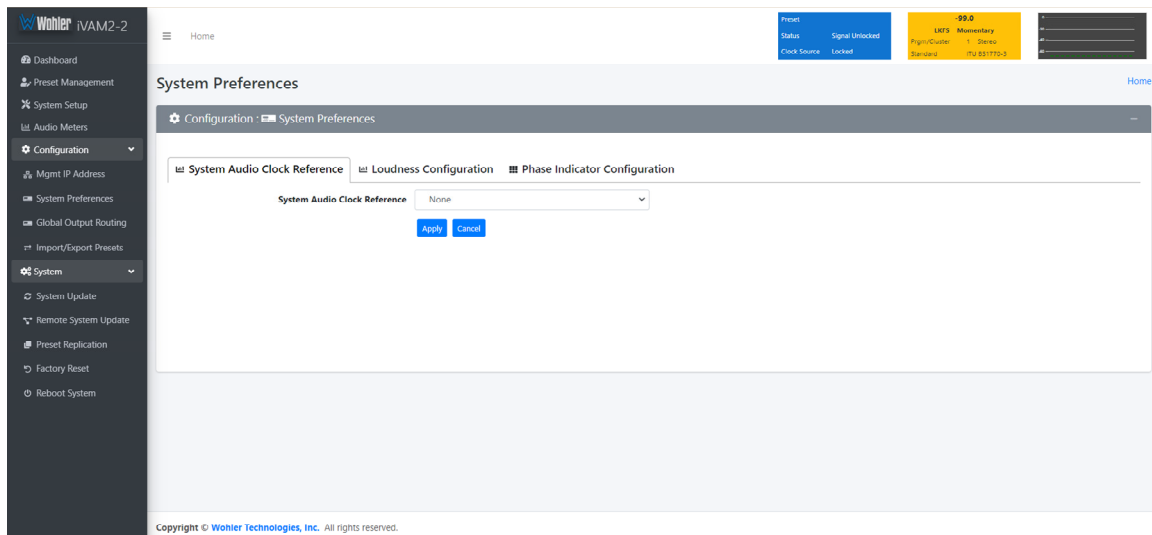 Wohler iVAM2-2
Dashboard
Preset Management
System Setup
Audio Meters
Configuration
Mgmt IP Address
System Preferences
Global Output Routing
Import/Export Presets
System
System Update
Remote System Update
Preset Replication
Factory Reset
Reboot System
Home
Preset
Status Signal Unlocked
Clock Source Locked
-99.0
LKFS Momentary
Prgm/Cluster 1 Stereo
Standard ITU BS1770-3
System Preferences
Home
Configuration : System Preferences
System Audio Clock Reference Loudness Configuration Phase Indicator Configuration
System Audio Clock Reference None
Apply Cancel
Copyright © Wohler Technologies, Inc. All rights reserved.